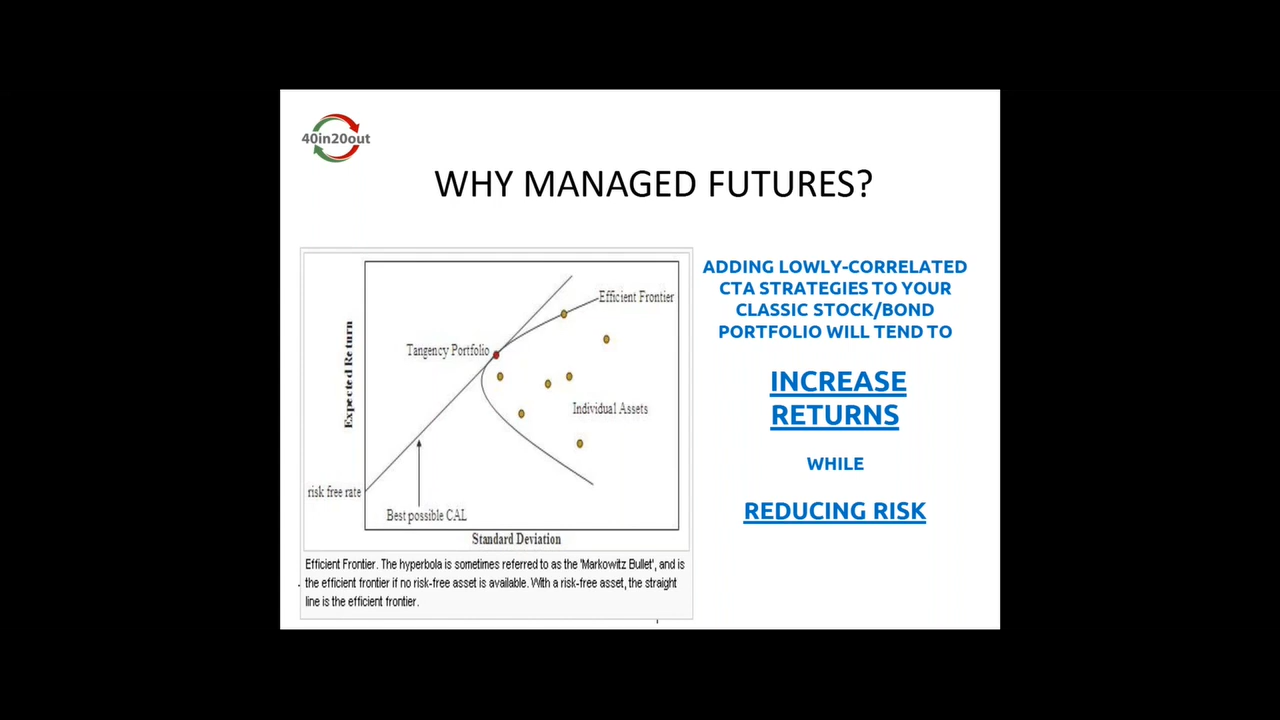 40in20out
WHY MANAGED FUTURES?
Expected Return
Efficient Frontier
Tangency Portfolio
Individual Assets
risk free rate
Best possible CAL
Standard Deviation
Efficient Frontier. The hyperbola is sometimes referred to as the 'Markowitz Bullet', and is
the efficient frontier if no risk-free asset is available. With a risk-free asset, the straight
line is the efficient frontier.
ADDING LOWLY-CORRELATED
CTA STRATEGIES TO YOUR
CLASSIC STOCK/BOND
PORTFOLIO WILL TEND TO
INCREASE
RETURNS
WHILE
REDUCING RISK